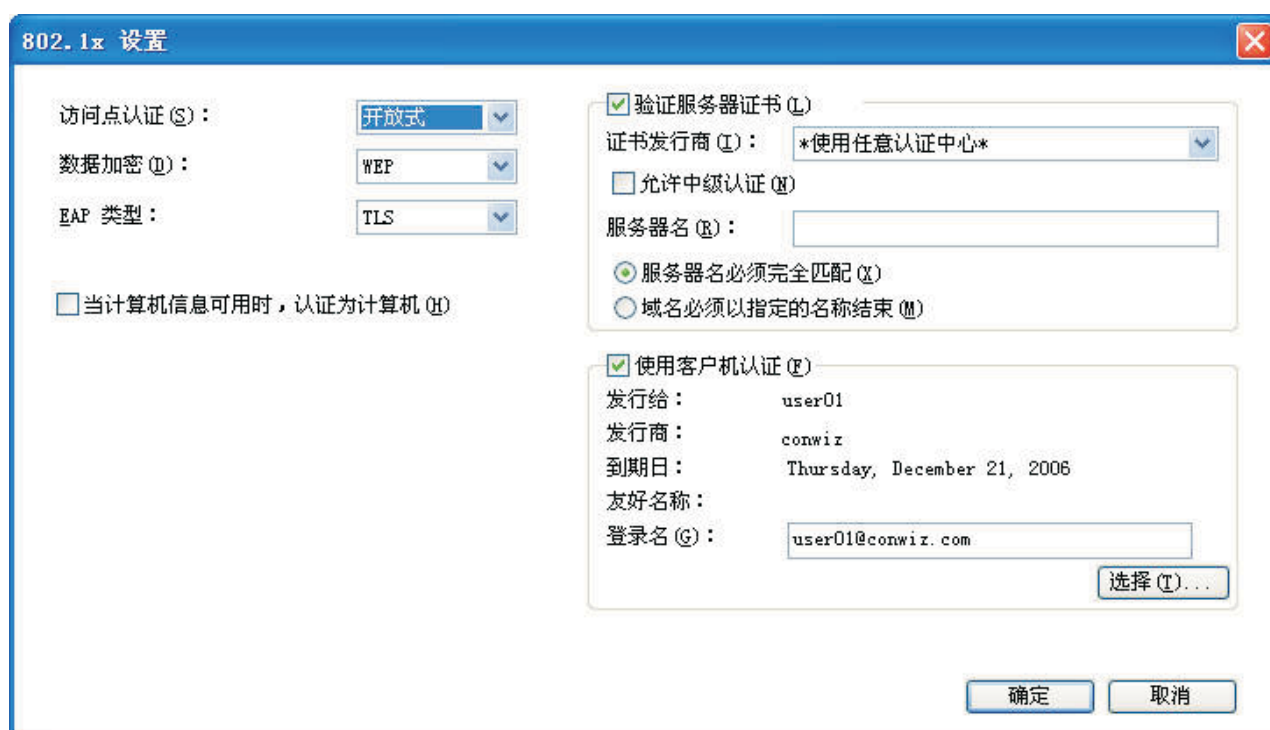 802.1x 设置
访问点认证(S)：
开放式
数据加密(D)：
WEP
EAP 类型：
TLS
当计算机信息可用时，认证为计算机(H)
验证服务器证书(L)
证书发行商(I)：
*使用任意认证中心*
允许中级认证(N)
服务器名(R)：
服务器名必须完全匹配(X)
域名必须以指定的名称结束(M)
使用客户机认证(F)
发行给： user01
发行商： conwiz
到期日： Thursday, December 21, 2006
友好名称：
登录名(G)： user01@conwiz.com
选择(T)...
确定
取消